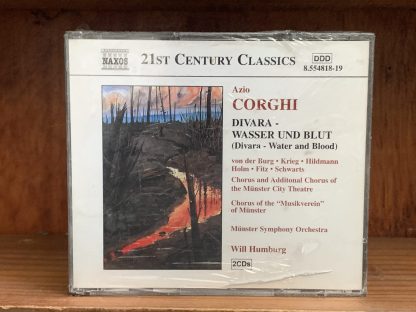 NAXOS
21ST CENTURY CLASSICS
DDD
8.554818-19
Azio
CORGHI
DIVARA -
WASSER UND BLUT
(Divara - Water and Blood)
von der Burg • Krieg • Hildmann
Holm • Fitz • Schwarts
Chorus and Additonal Chorus of
the Münster City Theatre
Chorus of the "Musikverein"
of Münster
Münster Symphony Orchestra
Will Humburg
2CDs